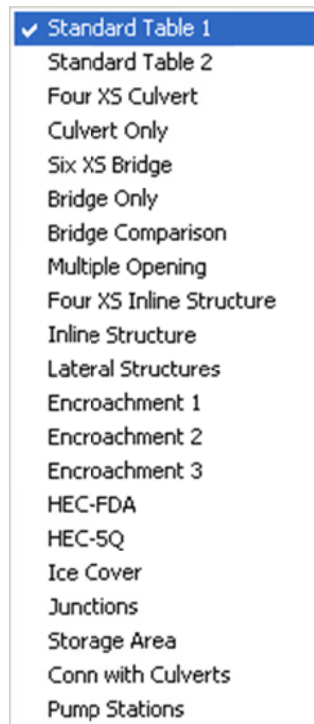 Standard Table 1
Standard Table 2
Four XS Culvert
Culvert Only
Six XS Bridge
Bridge Only
Bridge Comparison
Multiple Opening
Four XS Inline Structure
Inline Structure
Lateral Structures
Encroachment 1
Encroachment 2
Encroachment 3
HEC-FDA
HEC-5Q
Ice Cover
Junctions
Storage Area
Conn with Culverts
Pump Stations